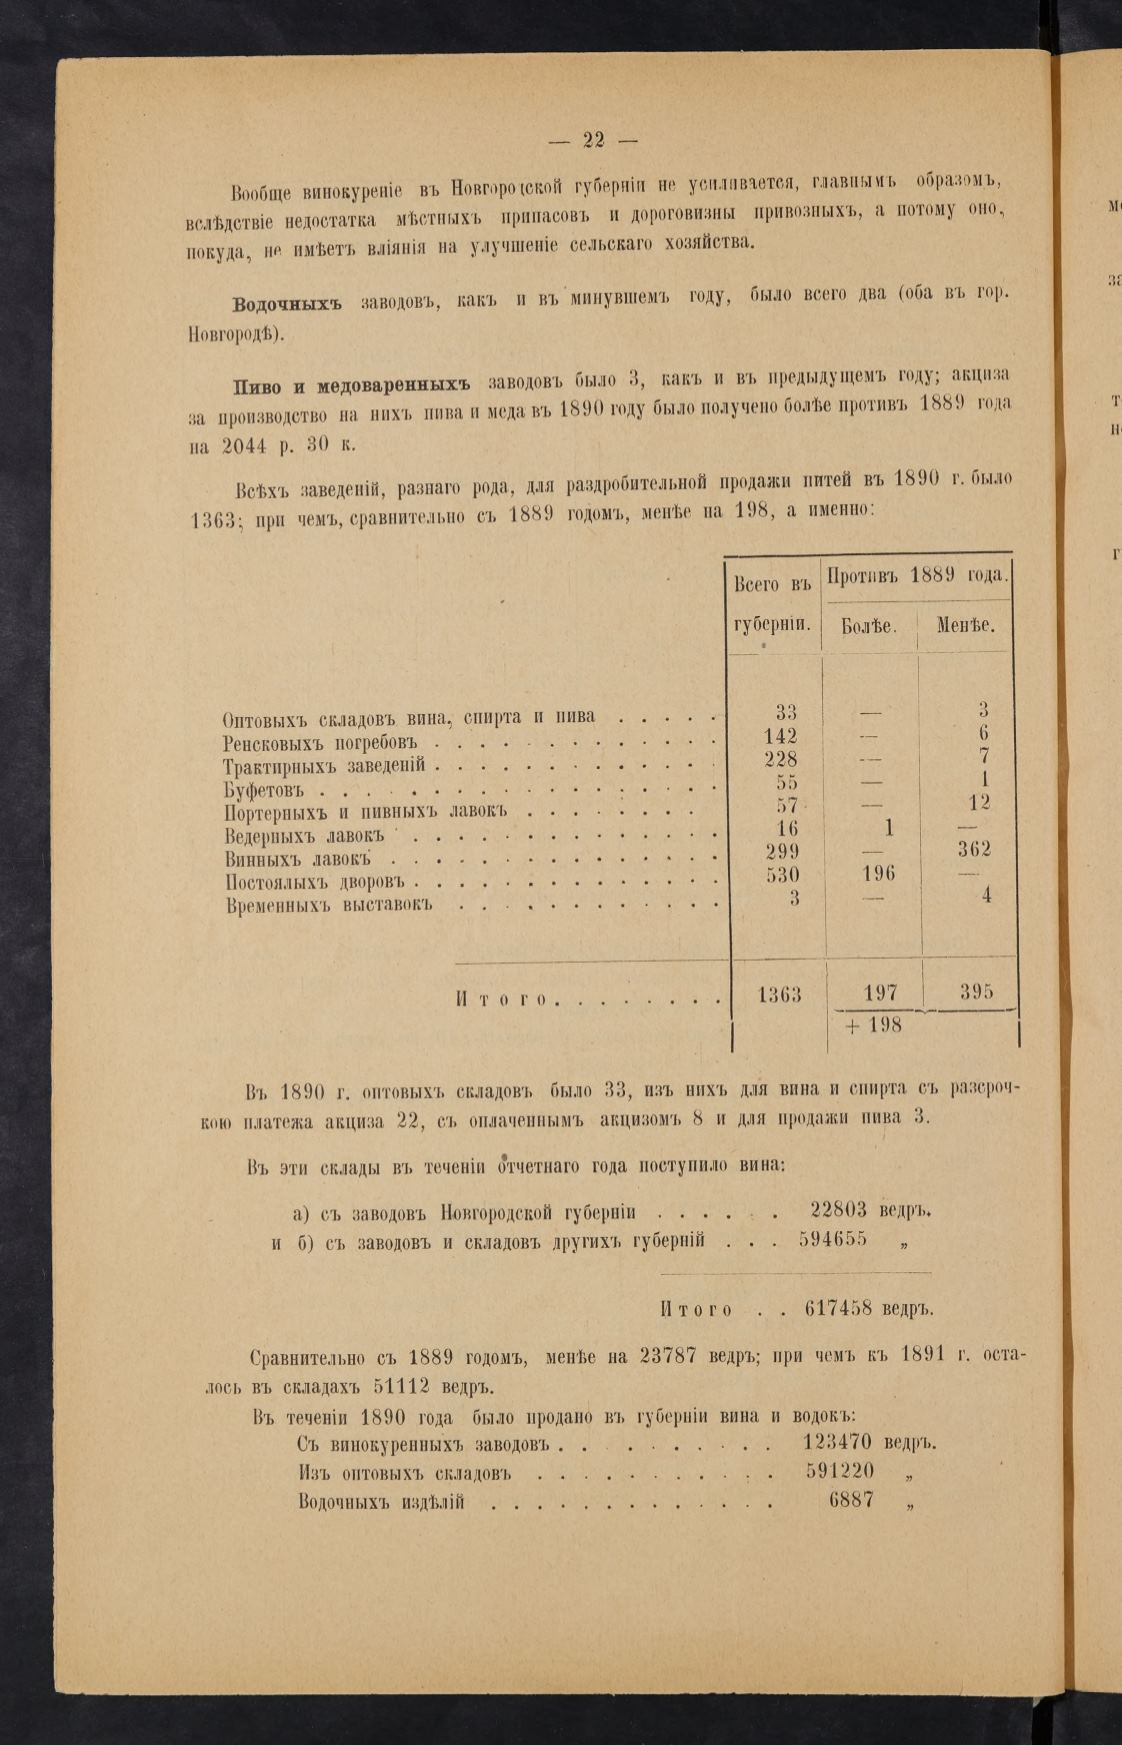 — 22 —
Вообще винокуреніе въ Новгородской губерніи не усиливается, главнымъ образомъ,
вслѣдствіе недостатка мѣстныхъ припасовъ и дороговизны привозныхъ, а потому оно,
покуда, не имѣетъ вліянія на улучшеніе сельскаго хозяйства.
Водочныхъ заводовъ, какъ и въ минувшемъ году, было всего два (оба въ гор.
Новгородѣ).
Пиво и медоваренныхъ заводовъ было 3, какъ и въ предыдущемъ году; акциза
за производство на нихъ пива и меда въ 1890 году было получено болѣе противъ 1889 года
на 2044 р. 30 к.
Всѣхъ заведеній, разнаго рода, для раздробительной продажи питей въ 1890 г. было
1363; при чемъ, сравнительно съ 1889 годомъ, менѣе на 198, а именно:
Всего въ губерніи. Противъ 1889 года.
Болѣе. Менѣе.
Оптовыхъ складовъ вина, спирта и пива . . . . . 33 — 3
Ренсковыхъ погребовъ . . . . . . . . . . . . . 142 — 6
Трактирныхъ заведеній . . . . . . . . . . . . . 228 — 7
Буфетовъ . . . . . . . . . . . . . . . . . . 55 — 1
Портерныхъ и пивныхъ лавокъ . . . . . . . . 57 — 12
Ведерныхъ лавокъ . . . . . . . . . . . . . . 16 1 —
Винныхъ лавокъ . . . . . . . . . . . . . . . 299 — 362
Постоялыхъ дворовъ . . . . . . . . . . . . . . 530 196 —
Временныхъ выставокъ . . . . . . . . . . . . 3 — 4
Итого. . . . . . . . 1363 197 395
+ 198
Въ 1890 г. оптовыхъ складовъ было 33, изъ нихъ для вина и спирта съ разсроч-
кою платежа акциза 22, съ оплаченнымъ акцизомъ 8 и для продажи пива 3.
Въ эти склады въ теченіи отчетнаго года поступило вина:
а) съ заводовъ Новгородской губерніи . . . . . . 22803 ведръ.
и б) съ заводовъ и складовъ другихъ губерній . . . 594655 „
Итого . . 617458 ведръ.
Сравнительно съ 1889 годомъ, менѣе на 23787 ведръ; при чемъ къ 1891 г. оста-
лось въ складахъ 51112 ведръ.
Въ теченіи 1890 года было продано въ губерніи вина и водокъ:
Съ винокуренныхъ заводовъ . . . . . . . . . 123470 ведръ.
Изъ оптовыхъ складовъ . . . . . . . . . . . 591220 „
Водочныхъ издѣлій . . . . . . . . . . . . . 6887 „